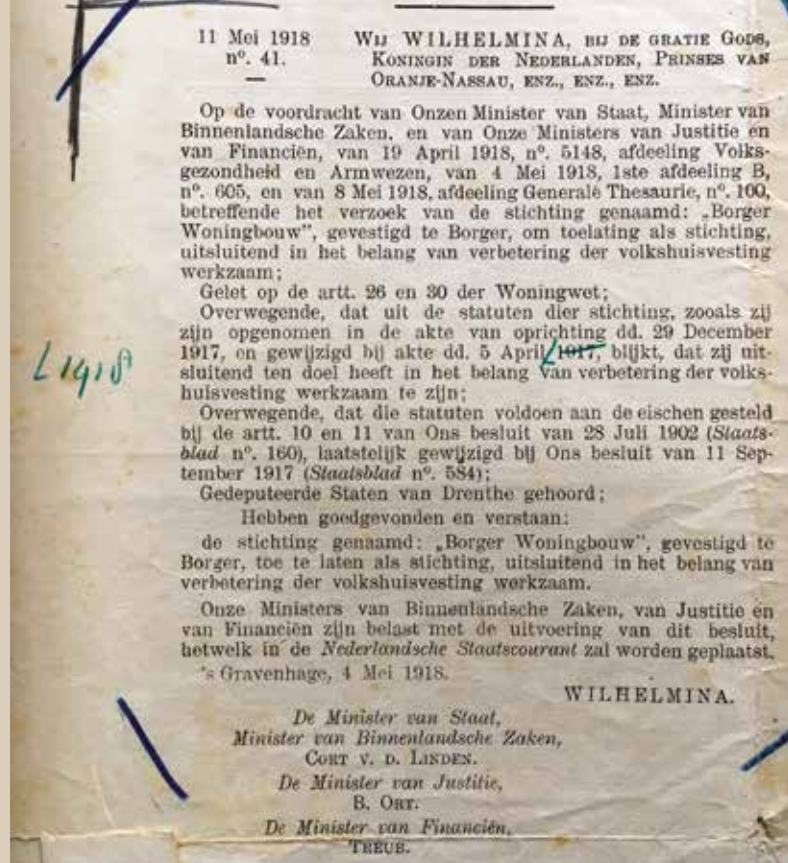 11 Mei 1918
nº. 41.
Wij WILHELMINA, bij de gratie Gods,
Koningin der Nederlanden, Prinses van
Oranje-Nassau, enz., enz., enz.
Op de voordracht van Onzen Minister van Staat, Minister van
Binnenlandsche Zaken, en van Onze Ministers van Justitie en
van Financiën, van 19 April 1918, nº. 5148, afdeeling Volks-
gezondheid en Armwezen, van 4 Mei 1918, 1ste afdeeling B,
nº. 605, en van 8 Mei 1918, afdeeling Generale Thesaurie, nº. 100,
betreffende het verzoek van de stichting genaamd: „Borger
Woningbouw”, gevestigd te Borger, om toelating als stichting,
uitsluitend in het belang van verbetering der volkshuisvesting
werkzaam;
Gelet op de artt. 26 en 30 der Woningwet;
Overwegende, dat uit de statuten dier stichting, zooals zij
zijn opgenomen in de akte van oprichting dd. 29 December
1917, en gewijzigd bij akte dd. 5 April 1917, blijkt, dat zij uit-
1918
sluitend ten doel heeft in het belang van verbetering der volks-
huisvesting werkzaam te zijn;
Overwegende, dat die statuten voldoen aan de eischen gesteld
bij de artt. 10 en 11 van Ons besluit van 28 Juli 1902 (Staats-
blad nº. 160), laatstelijk gewijzigd bij Ons besluit van 11 Sep-
tember 1917 (Staatsblad nº. 584);
Gedeputeerde Staten van Drenthe gehoord;
Hebben goedgevonden en verstaan:
de stichting genaamd: „Borger Woningbouw”, gevestigd te
Borger, toe te laten als stichting, uitsluitend in het belang van
verbetering der volkshuisvesting werkzaam.
Onze Ministers van Binnenlandsche Zaken, van Justitie en
van Financiën zijn belast met de uitvoering van dit besluit,
hetwelk in de Nederlandsche Staatscourant zal worden geplaatst.
's Gravenhage, 4 Mei 1918.
WILHELMINA.
De Minister van Staat,
Minister van Binnenlandsche Zaken,
Cort v. d. Linden.
De Minister van Justitie,
B. Ort.
De Minister van Financiën,
Treub.